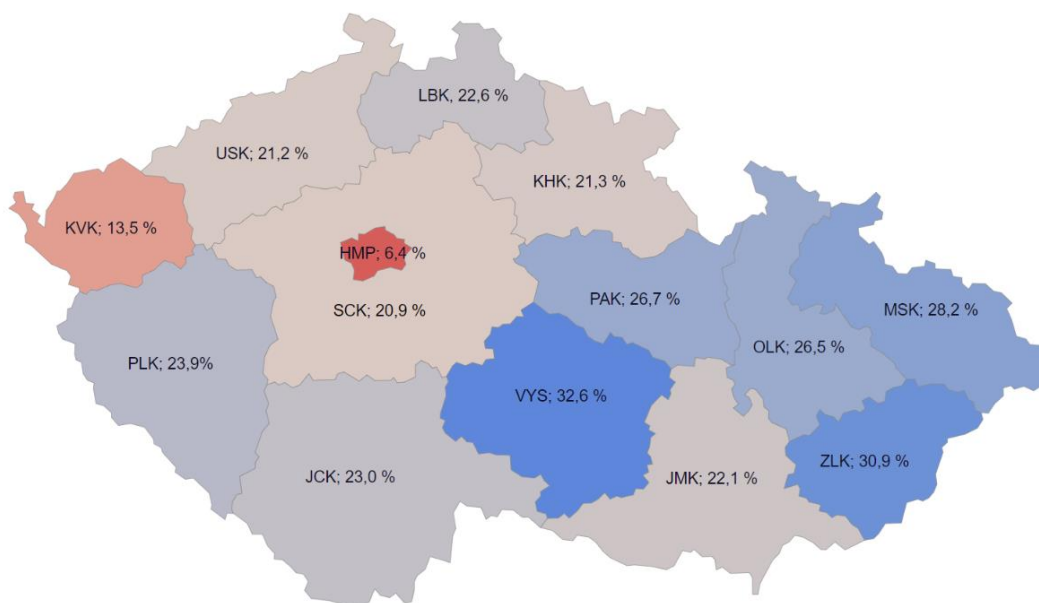 LBK, 22,6 %
USK; 21,2 %
KHK; 21,3 %
KVK; 13,5 %
HMP; 6,4 %
SCK; 20,9 %
PAK; 26,7 %
MSK; 28,2 %
OLK; 26,5 %
PLK; 23,9%
VYS; 32,6 %
ZLK; 30,9 %
JCK; 23,0 %
JMK; 22,1 %